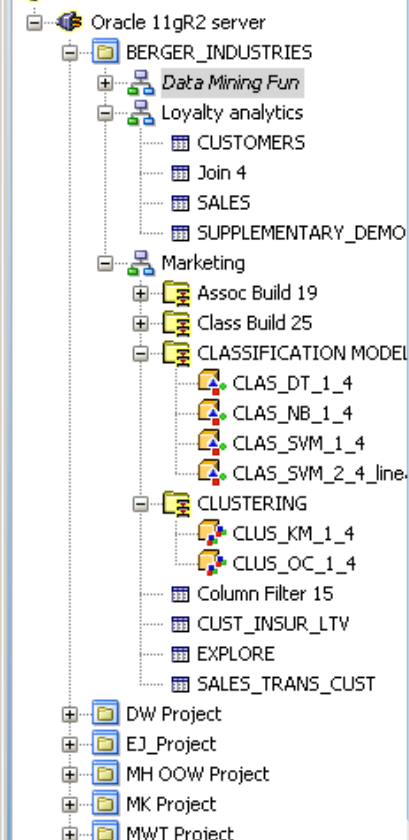 Oracle 11gR2 server
BERGER_INDUSTRIES
Data Mining Fun
Loyalty analytics
CUSTOMERS
Join 4
SALES
SUPPLEMENTARY_DEMO
Marketing
Assoc Build 19
Class Build 25
CLASSIFICATION MODEL
CLAS_DT_1_4
CLAS_NB_1_4
CLAS_SVM_1_4
CLAS_SVM_2_4_line
CLUSTERING
CLUS_KM_1_4
CLUS_OC_1_4
Column Filter 15
CUST_INSUR_LTV
EXPLORE
SALES_TRANS_CUST
DW Project
EJ_Project
MH OOW Project
MK Project
MWT Project